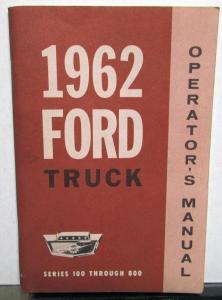 1962
FORD
TRUCK
SERIES 100 THROUGH 800
OPERATOR'S MANUAL